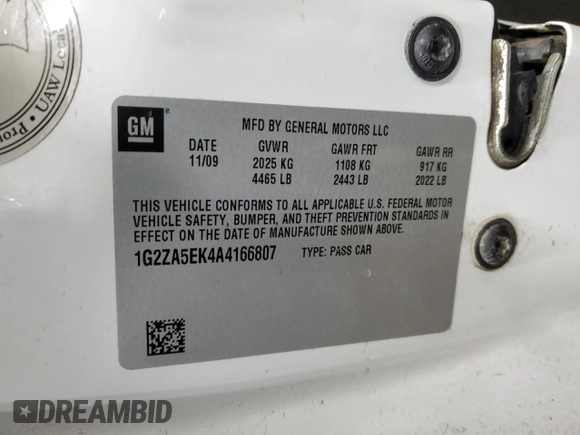 UAW Local
GM
MFD BY GENERAL MOTORS LLC
DATE GVWR GAWR FRT GAWR RR
11/09 2025 KG 1108 KG 917 KG
4465 LB 2443 LB 2022 LB
THIS VEHICLE CONFORMS TO ALL APPLICABLE U.S. FEDERAL MOTOR
VEHICLE SAFETY, BUMPER, AND THEFT PREVENTION STANDARDS IN
EFFECT ON THE DATE OF MANUFACTURE SHOWN ABOVE.
1G2ZA5EK4A4166807 TYPE: PASS CAR
DREAMBID